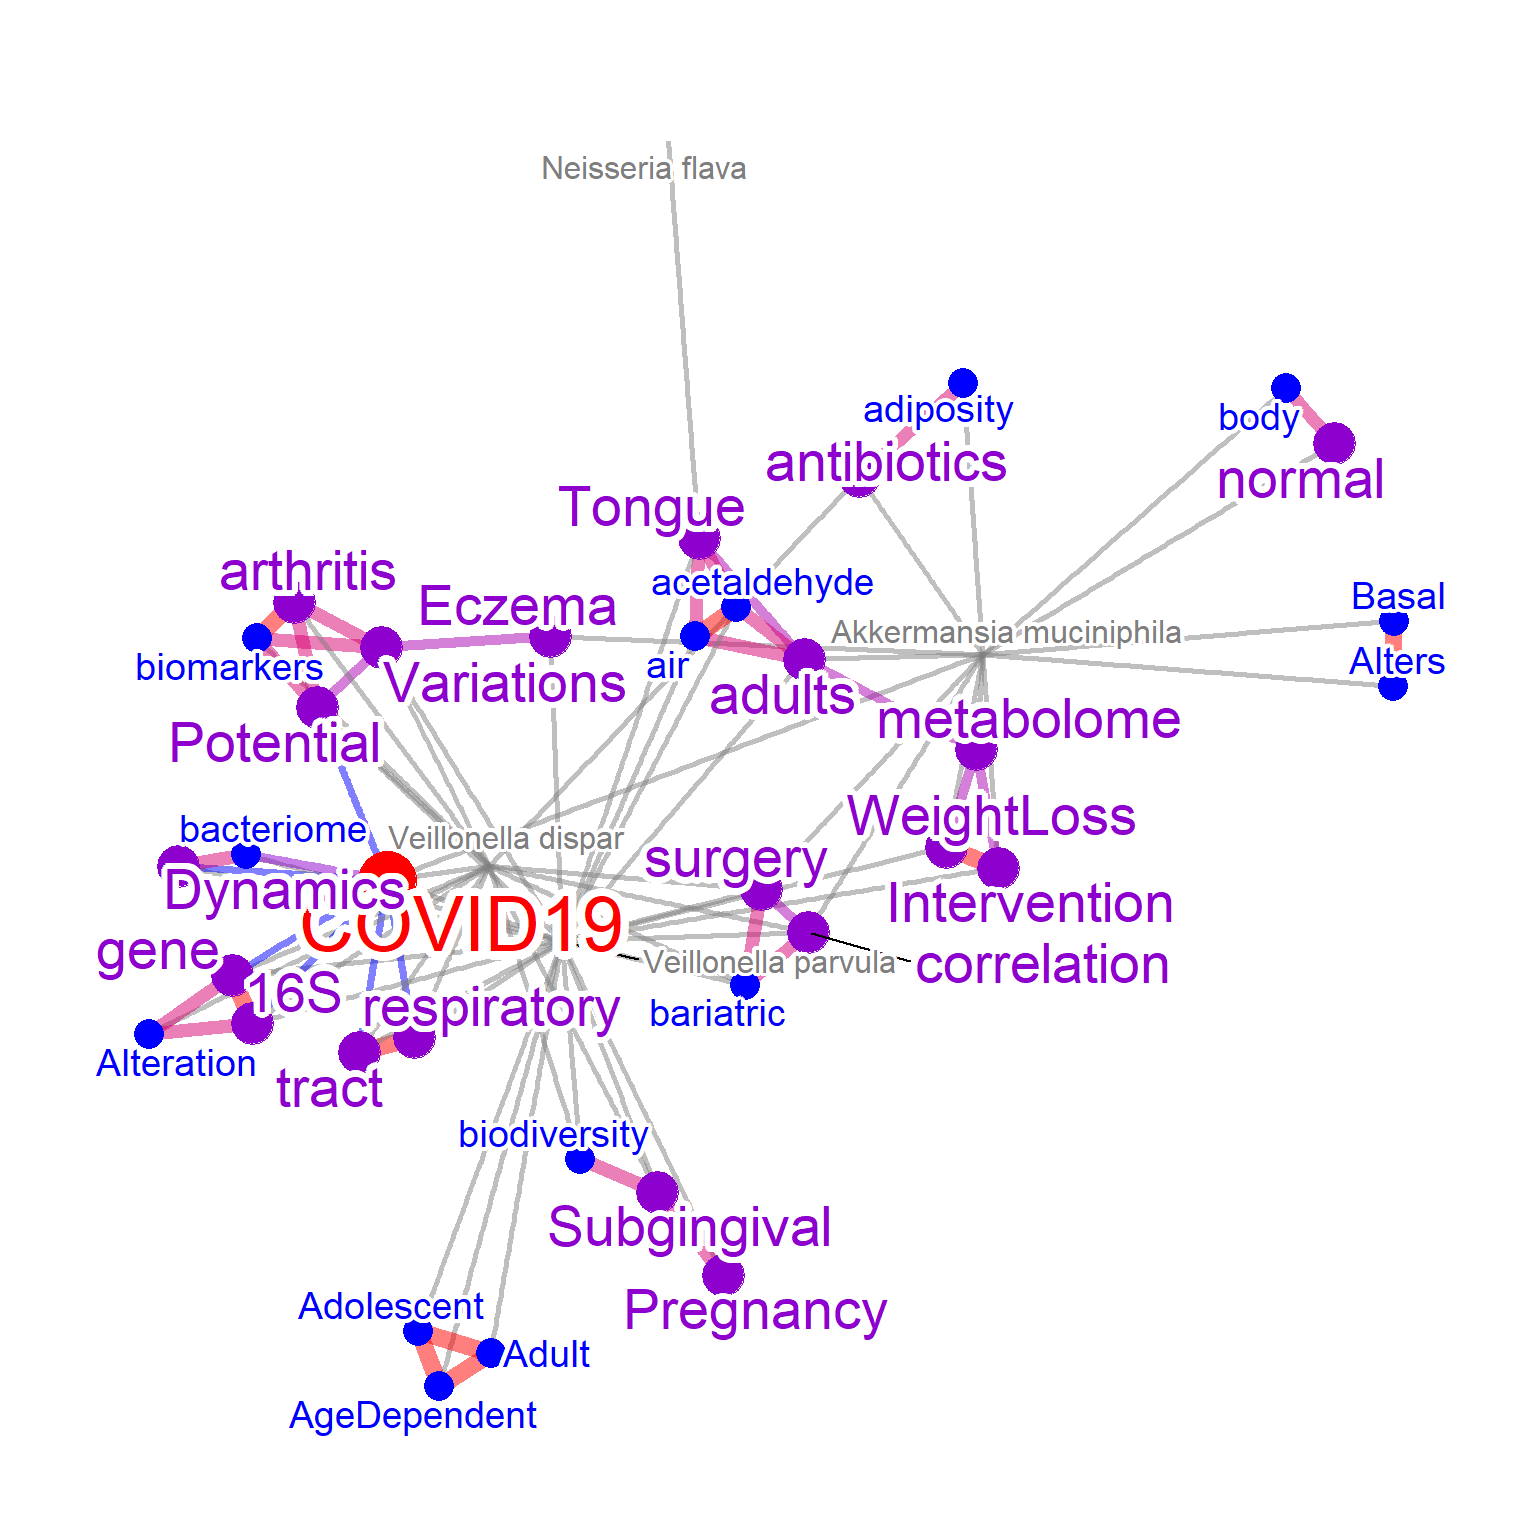 Neisseria flava
adiposity
body
antibiotics
normal
Tongue
arthritis
acetaldehyde
Eczema
Basal
Akkermansia muciniphila
biomarkers
air
Alters
Variations
adults
metabolome
Potential
bacteriome
Veillonella dispar
WeightLoss
surgery
Dynamics
Intervention
COVID19
gene
Veillonella parvula
correlation
16S
respiratory
bariatric
Alteration
tract
biodiversity
Subgingival
Adolescent
Pregnancy
Adult
AgeDependent